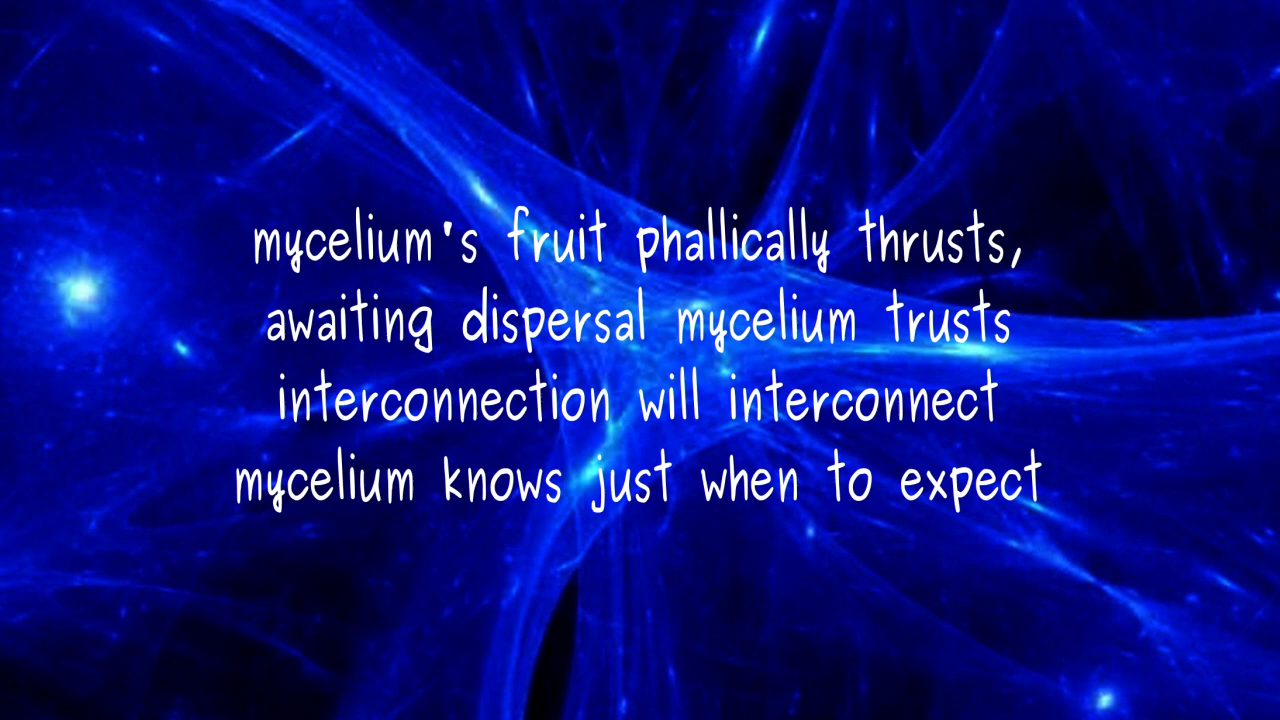 mycelium's fruit phallically thrusts,
awaiting dispersal mycelium trusts
interconnection will interconnect
mycelium knows just when to expect